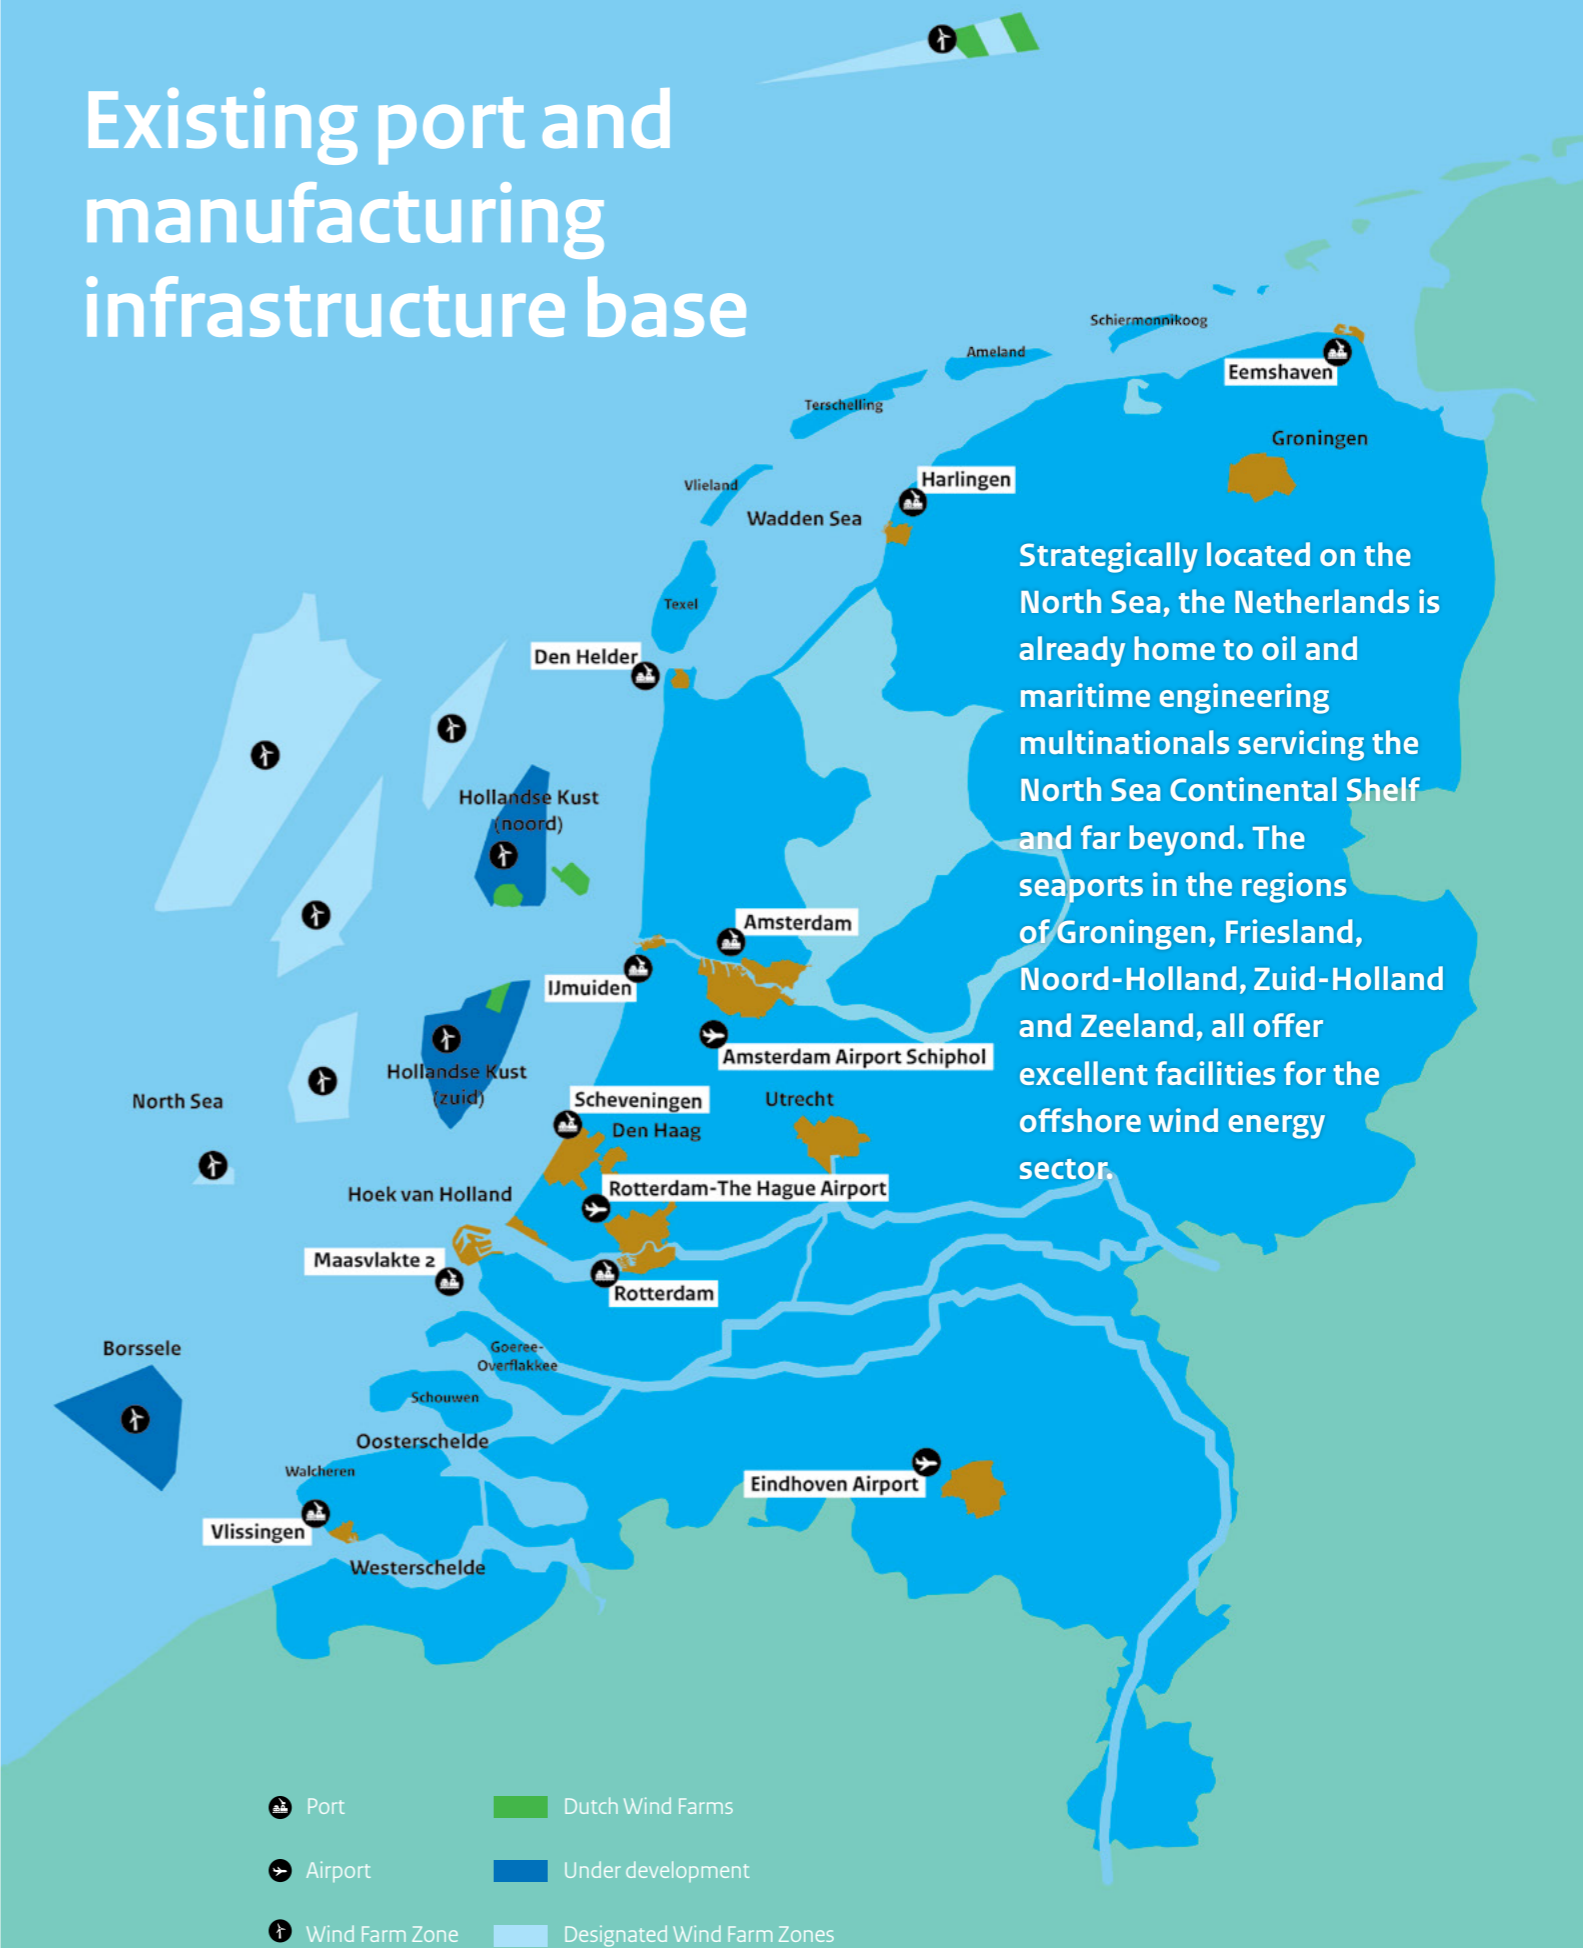 Existing port and
manufacturing
infrastructure base
Schiermonnikoog
Ameland
Eemshaven
Terschelling
Groningen
Harlingen
Vlieland
Wadden Sea
Strategically located on the
North Sea, the Netherlands is
already home to oil and
maritime engineering
multinationals servicing the
North Sea Continental Shelf
and far beyond. The
seaports in the regions
of Groningen, Friesland,
Noord-Holland, Zuid-Holland
and Zeeland, all offer
excellent facilities for the
offshore wind energy
sector.
Texel
Den Helder
Hollandse Kust
(noord)
Amsterdam
IJmuiden
Amsterdam Airport Schiphol
Hollandse Kust
(zuid)
North Sea
Scheveningen
Utrecht
Den Haag
Rotterdam-The Hague Airport
Hoek van Holland
Maasvlakte 2
Rotterdam
Borssele
Goeree-
Overflakkee
Schouwen
Oosterschelde
Walcheren
Eindhoven Airport
Vlissingen
Westerschelde
Port
Dutch Wind Farms
Airport
Under development
Wind Farm Zone
Designated Wind Farm Zones